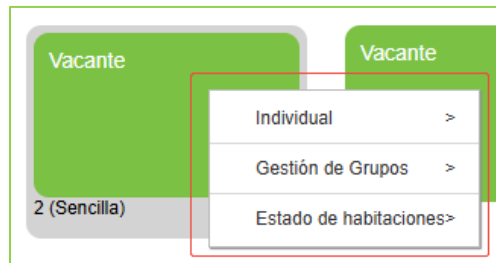 Vacante
Vacante
Individual >
Gestión de Grupos >
Estado de habitaciones>
2 (Sencilla)